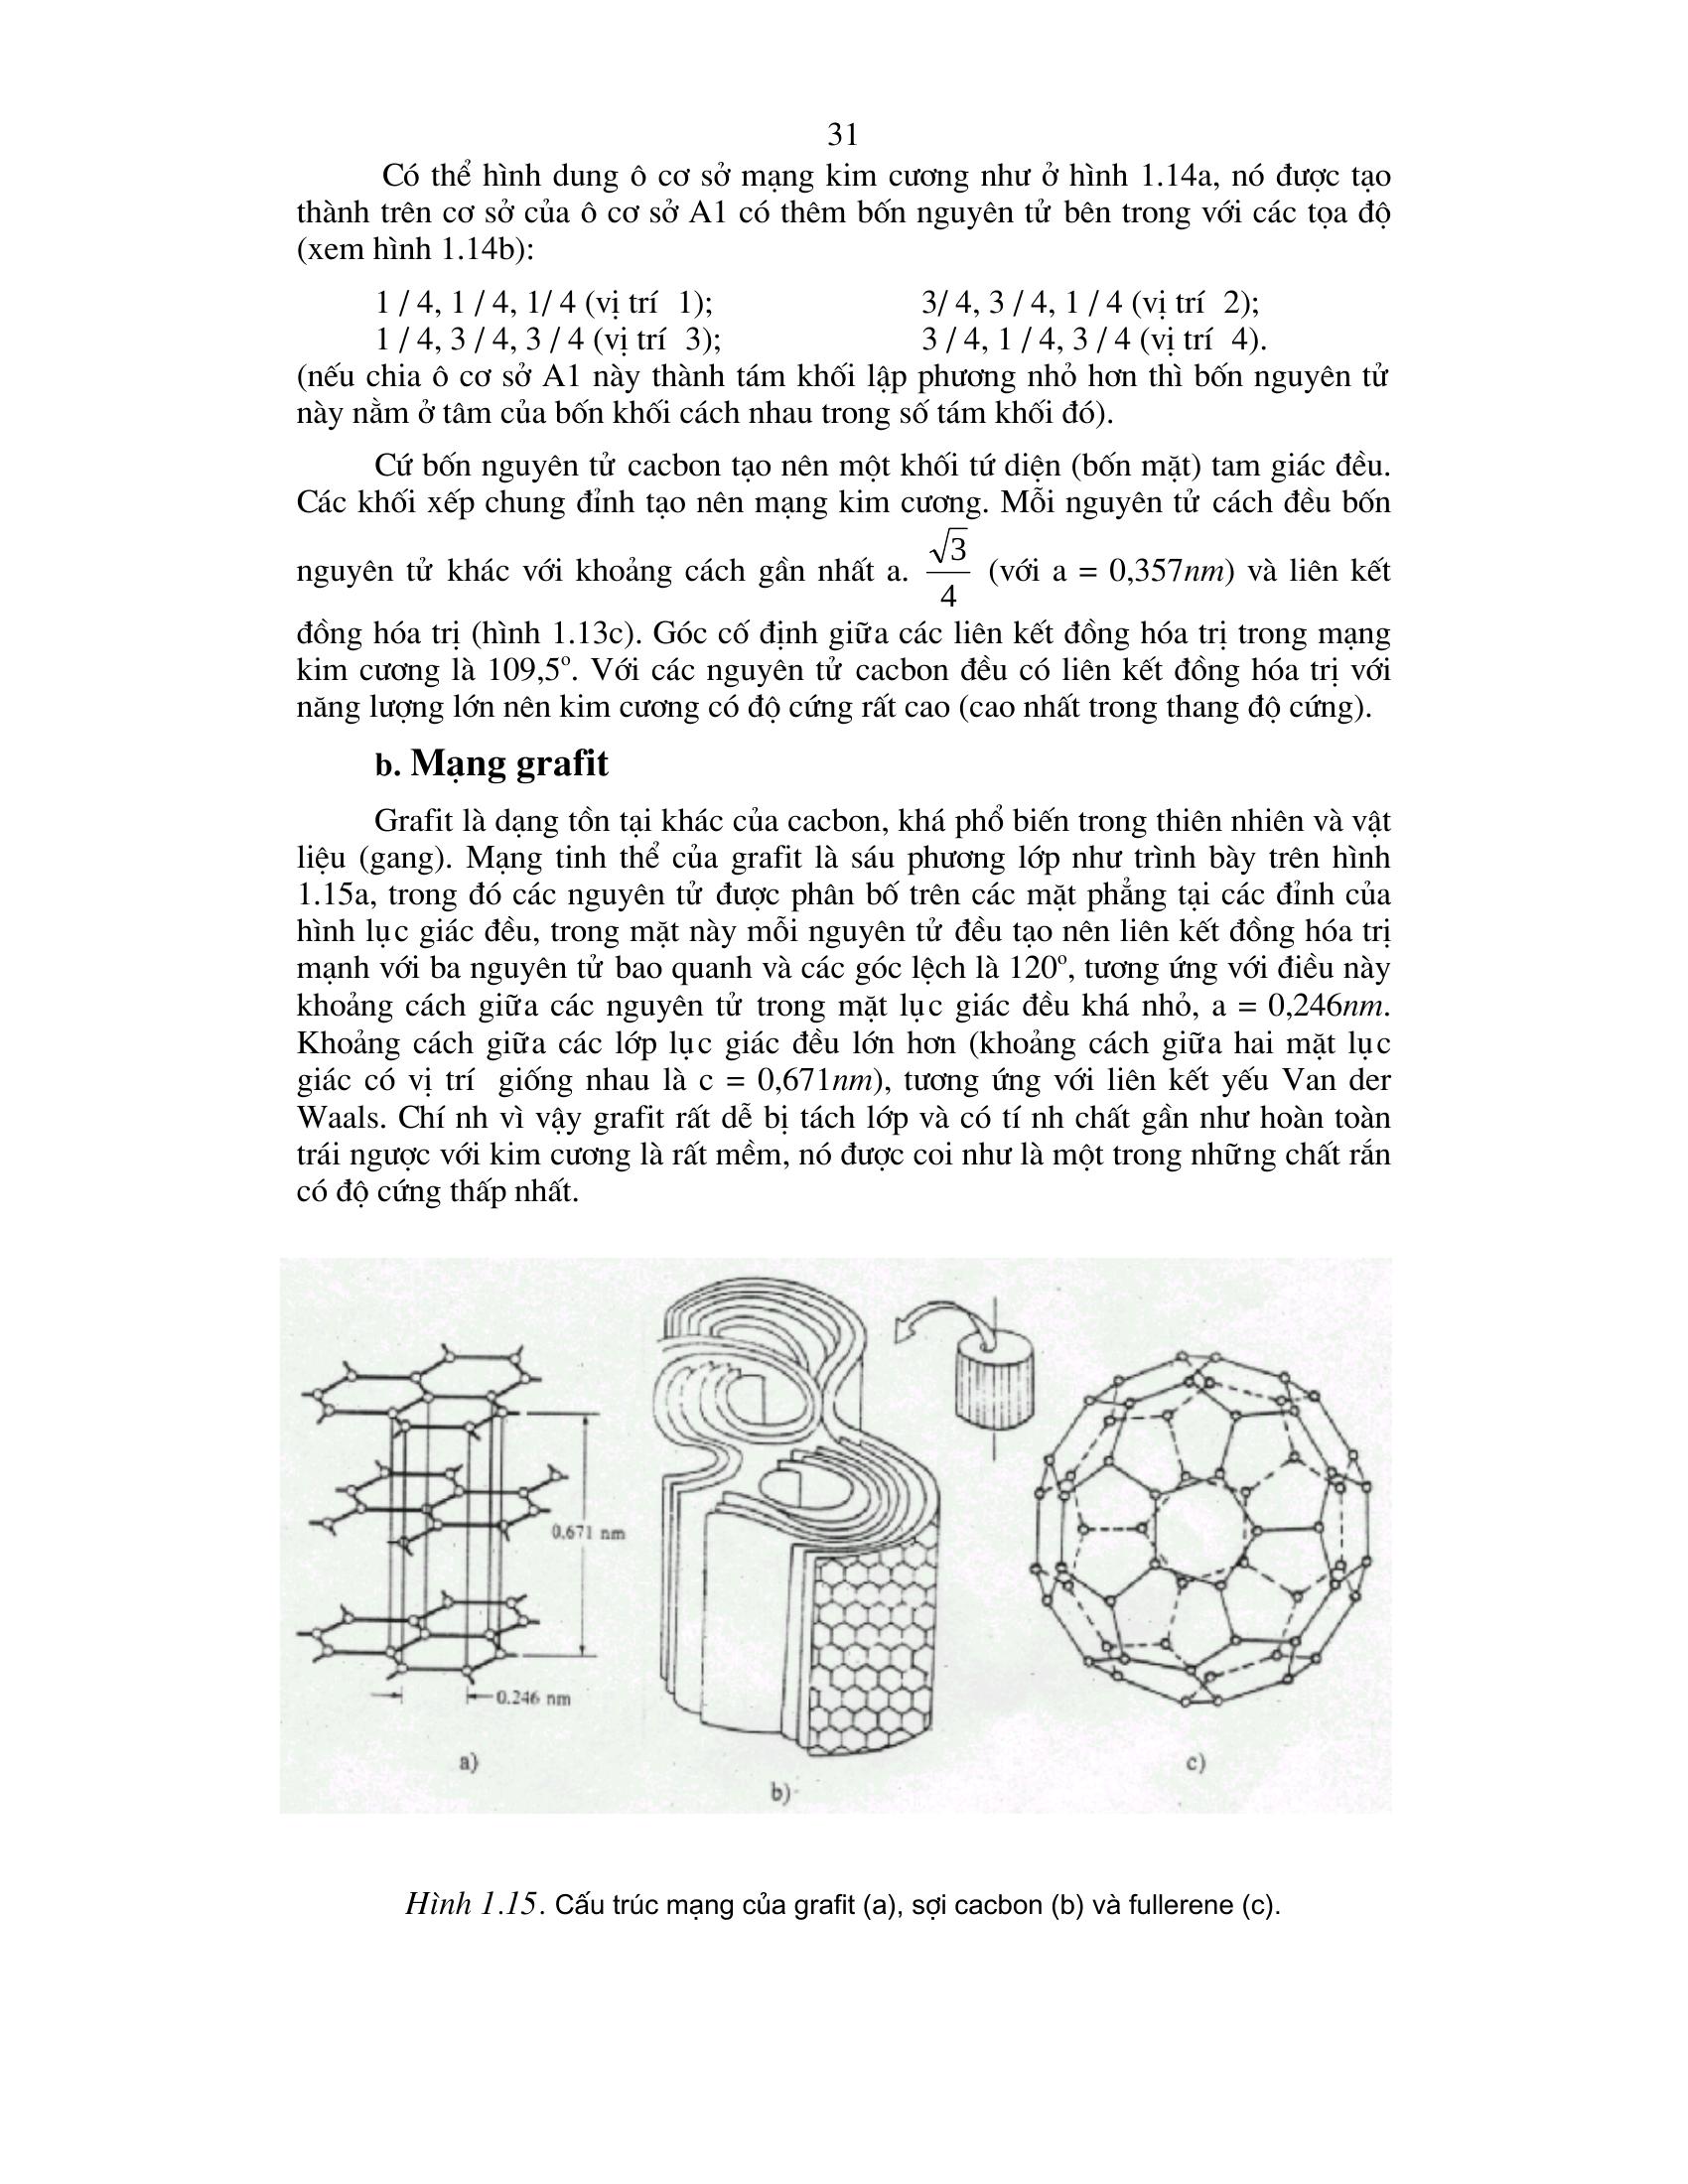 31
Có thể hình dung ô cơ sở mạng kim cương như ở hình 1.14a, nó được tạo
thành trên cơ sở của ô cơ sở A1 có thêm bốn nguyên tử bên trong với các tọa độ
(xem hình 1.14b):
1 / 4, 1 / 4, 1/ 4 (vị trí 1); 3/ 4, 3 / 4, 1 / 4 (vị trí 2);
1 / 4, 3 / 4, 3 / 4 (vị trí 3); 3 / 4, 1 / 4, 3 / 4 (vị trí 4).
(nếu chia ô cơ sở A1 này thành tám khối lập phương nhỏ hơn thì bốn nguyên tử
này nằm ở tâm của bốn khối cách nhau trong số tám khối đó).
Cứ bốn nguyên tử cacbon tạo nên một khối tứ diện (bốn mặt) tam giác đều.
Các khối xếp chung đỉnh tạo nên mạng kim cương. Mỗi nguyên tử cách đều bốn
nguyên tử khác với khoảng cách gần nhất a. √3/4 (với a = 0,357nm) và liên kết
đồng hóa trị (hình 1.13c). Góc cố định giữa các liên kết đồng hóa trị trong mạng
kim cương là 109,5º. Với các nguyên tử cacbon đều có liên kết đồng hóa trị với
năng lượng lớn nên kim cương có độ cứng rất cao (cao nhất trong thang độ cứng).
b. Mạng grafit
Grafit là dạng tồn tại khác của cacbon, khá phổ biến trong thiên nhiên và vật
liệu (gang). Mạng tinh thể của grafit là sáu phương lớp như trình bày trên hình
1.15a, trong đó các nguyên tử được phân bố trên các mặt phẳng tại các đỉnh của
hình lục giác đều, trong mặt này mỗi nguyên tử đều tạo nên liên kết đồng hóa trị
mạnh với ba nguyên tử bao quanh và các góc lệch là 120º, tương ứng với điều này
khoảng cách giữa các nguyên tử trong mặt lục giác đều khá nhỏ, a = 0,246nm.
Khoảng cách giữa các lớp lục giác đều lớn hơn (khoảng cách giữa hai mặt lục
giác có vị trí giống nhau là c = 0,671nm), tương ứng với liên kết yếu Van der
Waals. Chí nh vì vậy grafit rất dễ bị tách lớp và có tí nh chất gần như hoàn toàn
trái ngược với kim cương là rất mềm, nó được coi như là một trong những chất rắn
có độ cứng thấp nhất.
0.671 nm
0.246 nm
a)
b)
c)
Hình 1.15. Cấu trúc mạng của grafit (a), sợi cacbon (b) và fullerene (c).